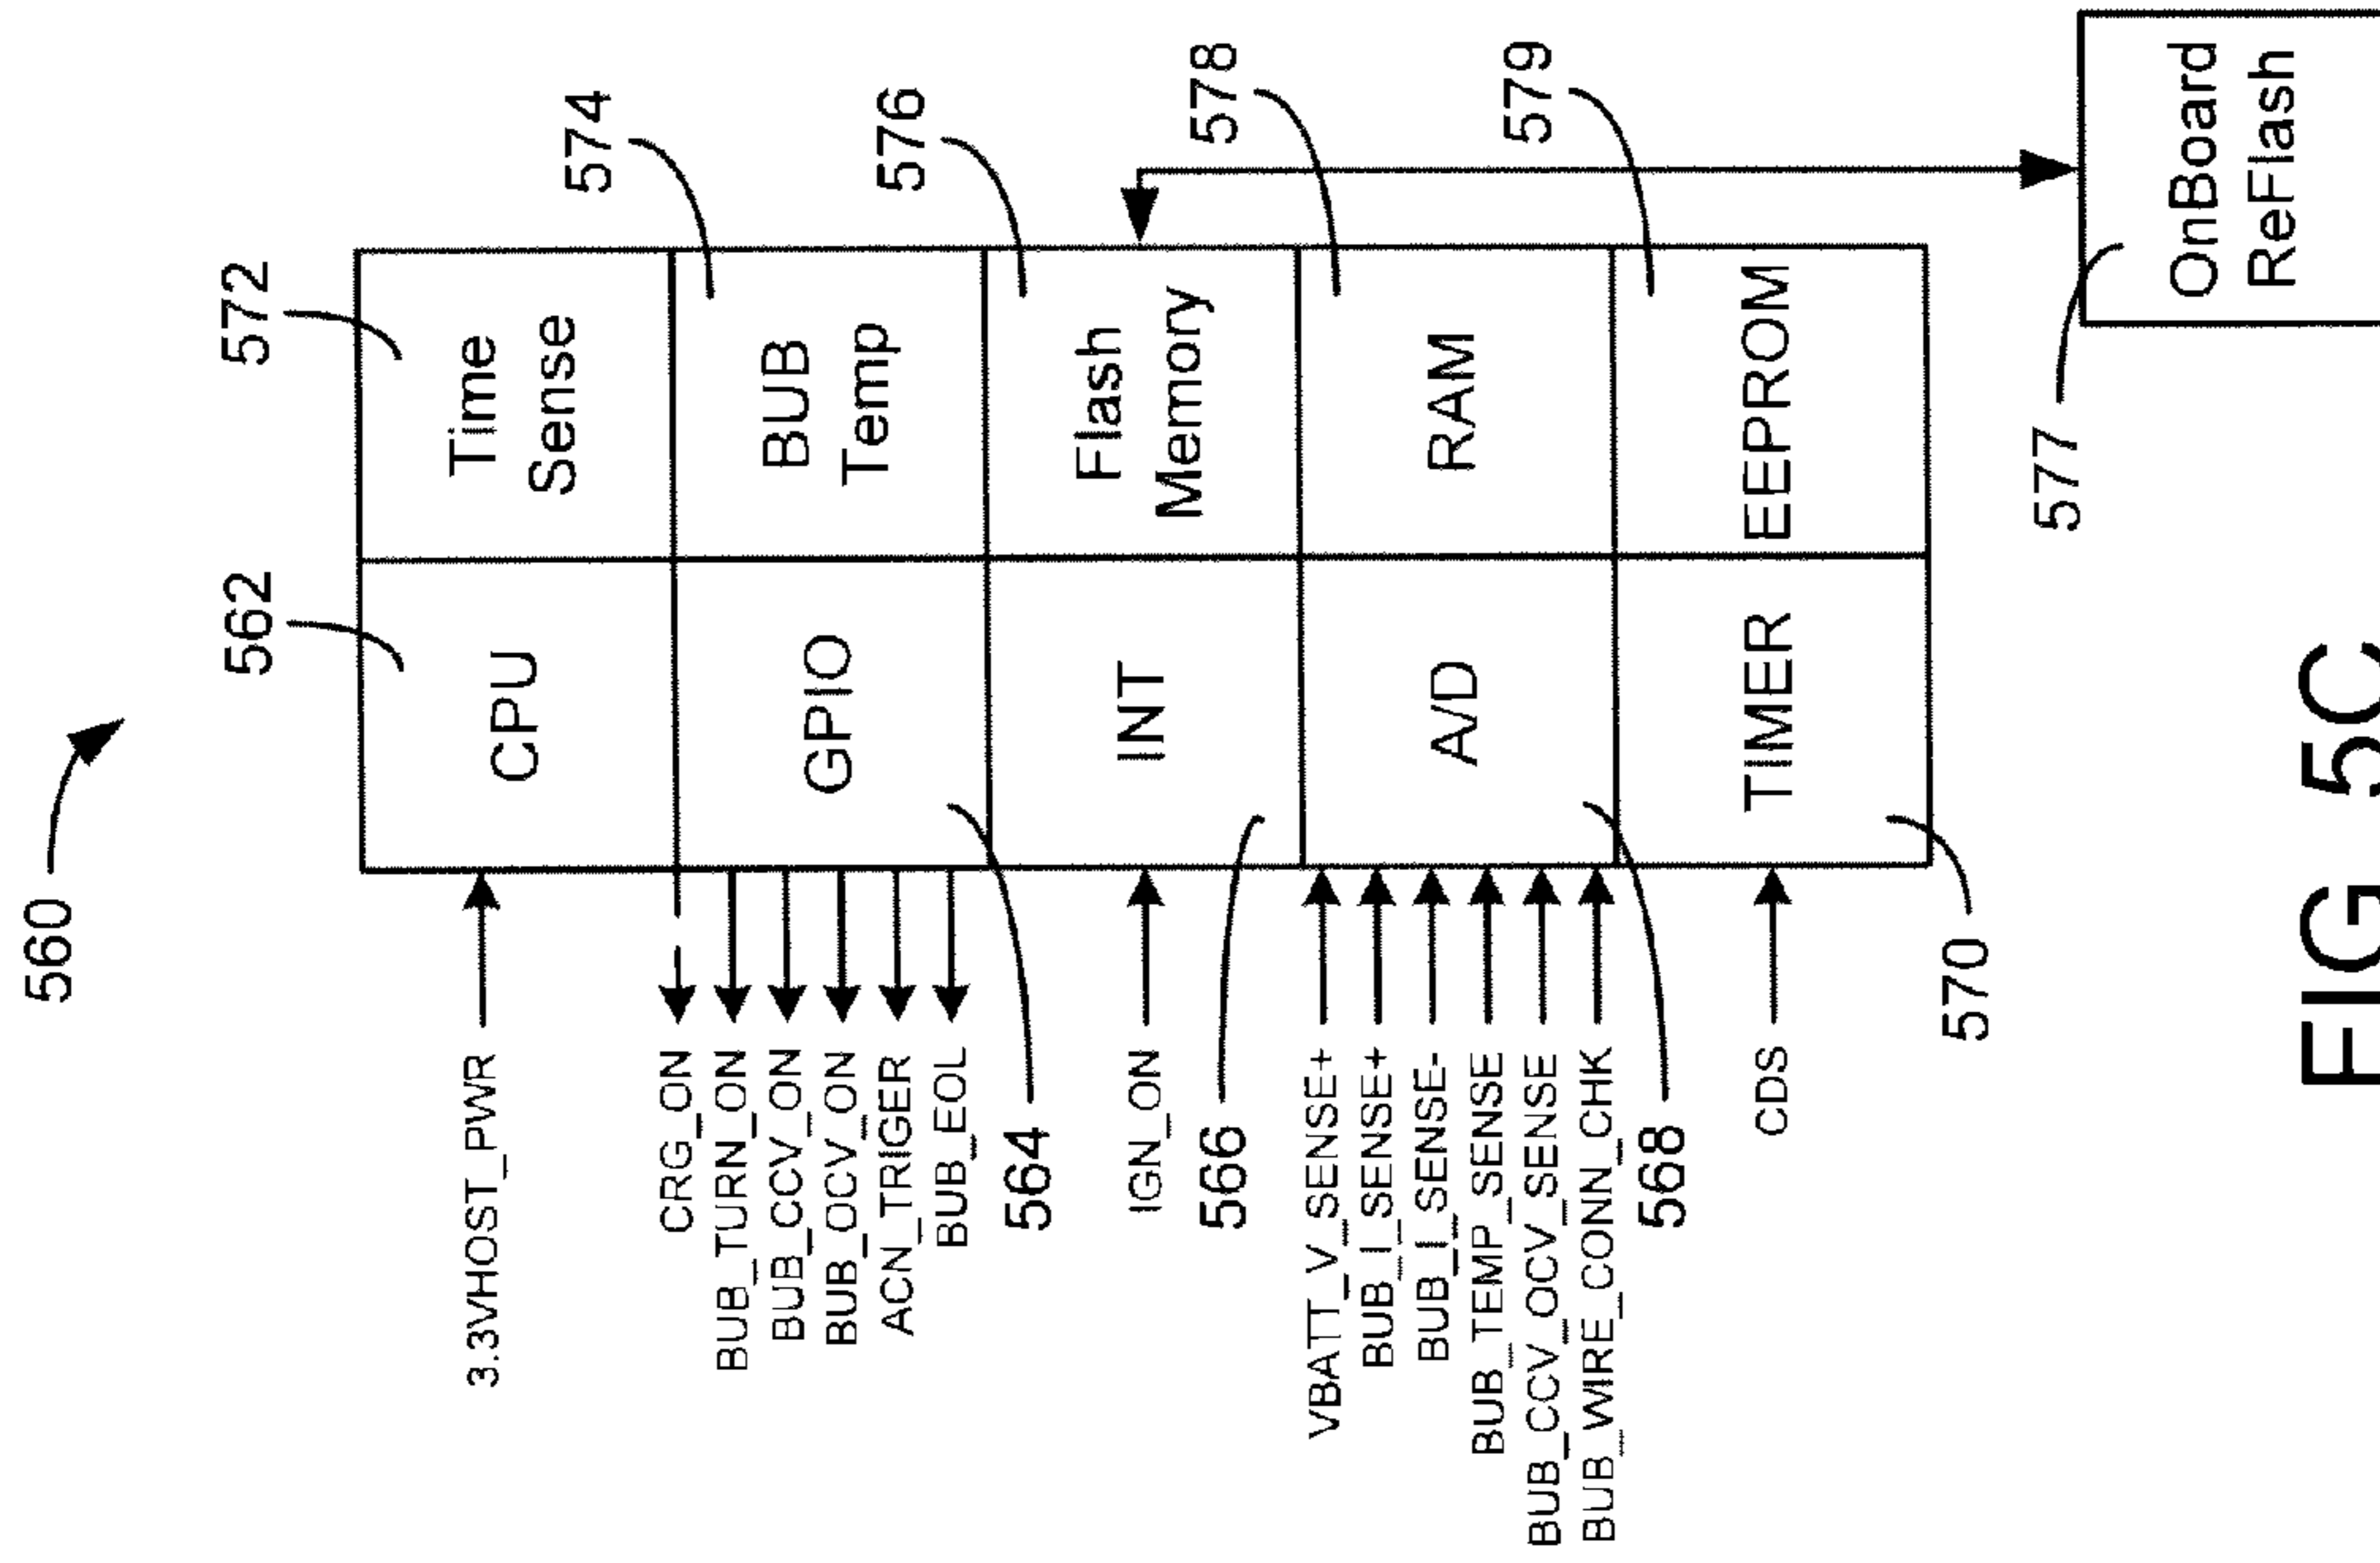 560
562
572
CPU
Time
Sense
574
GPIO
BUB
Temp
576
INT
Flash
Memory
578
A/D
RAM
579
TIMER
EEPROM
3.3VHOST_PWR
CRG_ON
BUB_TURN_ON
BUB_CCV_ON
BUB_OCV_ON
ACN_TRIGER
BUB_EOL
564
IGN_ON
566
VBATT_V_SENSE+
BUB_I_SENSE+
BUB_I_SENSE-
BUB_TEMP_SENSE
BUB_CCV_OCV_SENSE
BUB_WIRE_CONN_CHK
568
CDS
570
577
OnBoard
ReFlash
FIG 5C